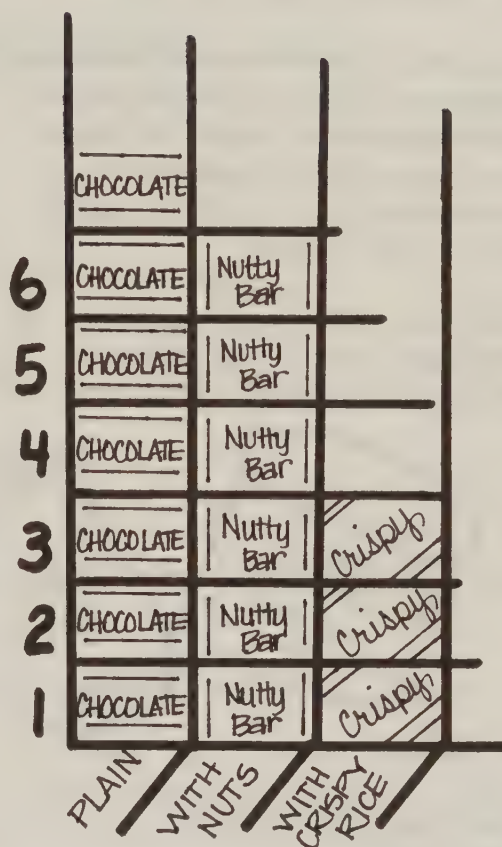 CHOCOLATE
6 CHOCOLATE Nutty
Bar
5 CHOCOLATE Nutty
Bar
4 CHOCOLATE Nutty
Bar
3 CHOCOLATE Nutty
Bar Crispy
2 CHOCOLATE Nutty
Bar Crispy
1 CHOCOLATE Nutty
Bar Crispy
PLAIN
WITH
NUTS
WITH
CRISPY
RICE